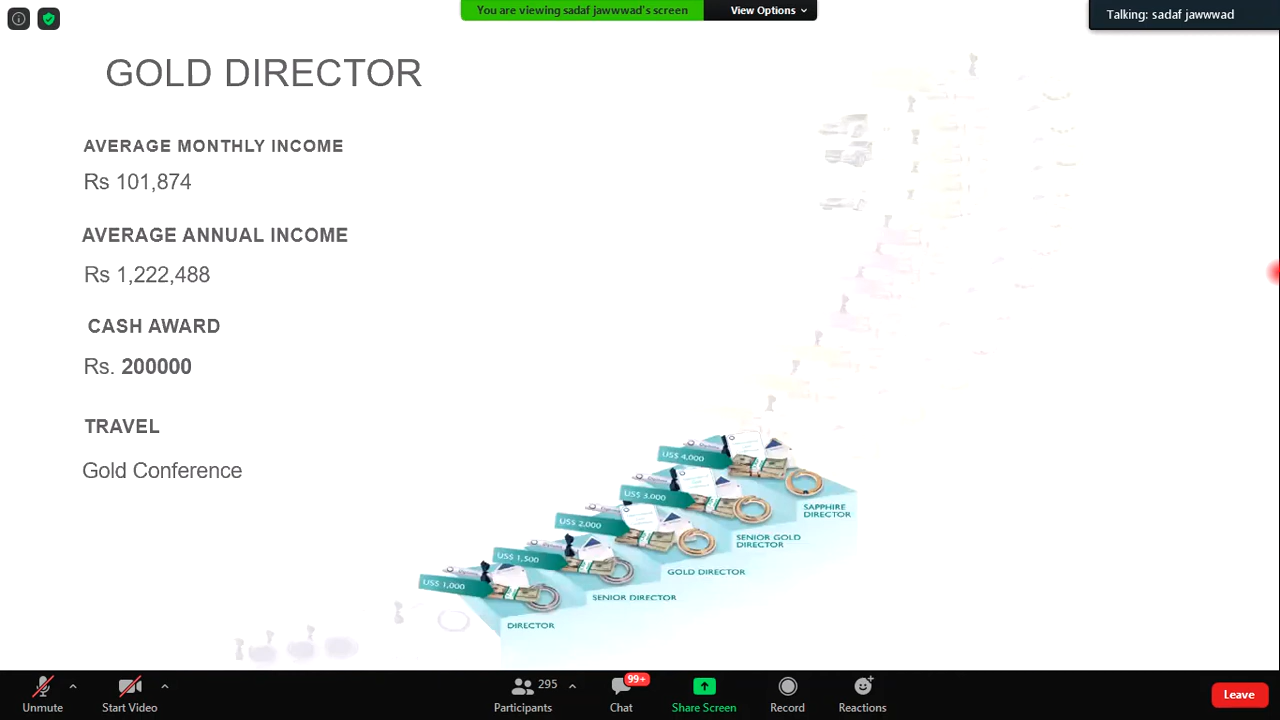 You are viewing sadaf jawwwad's screen
View Options
Talking: sadaf jawwwad
GOLD DIRECTOR
AVERAGE MONTHLY INCOME
Rs 101,874
AVERAGE ANNUAL INCOME
Rs 1,222,488
CASH AWARD
Rs. 200000
TRAVEL
Gold Conference
US$ 4,000
SAPPHIRE
DIRECTOR
US$ 3,000
SENIOR GOLD
DIRECTOR
US$ 2,000
GOLD DIRECTOR
US$ 1,500
SENIOR DIRECTOR
US$ 1,000
DIRECTOR
Unmute
Start Video
295
Participants
99+
Chat
Share Screen
Record
Reactions
Leave